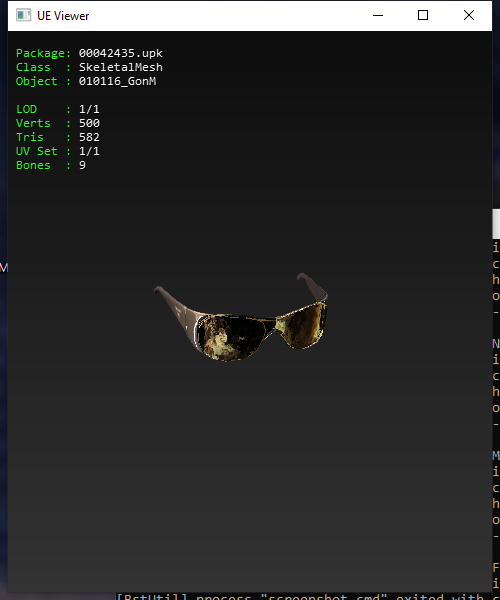 UE Viewer
Package: 00042435.upk
Class : SkeletalMesh
Object : 010116_GonM
LOD : 1/1
Verts : 500
Tris : 582
UV Set : 1/1
Bones : 9
M
i
c
h
o
-
N
i
c
h
o
-
M
i
c
h
o
-
F
i
[BstUtil] process "screenshot.cmd" exited with c